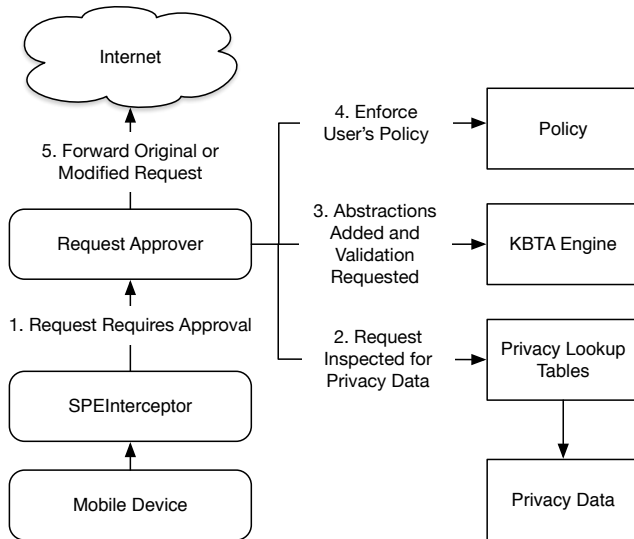 Internet
5. Forward Original or
Modified Request
Request Approver
1. Request Requires Approval
SPEInterceptor
Mobile Device
4. Enforce
User's Policy
Policy
3. Abstractions
Added and
Validation
Requested
KBTA Engine
2. Request
Inspected for
Privacy Data
Privacy Lookup
Tables
Privacy Data